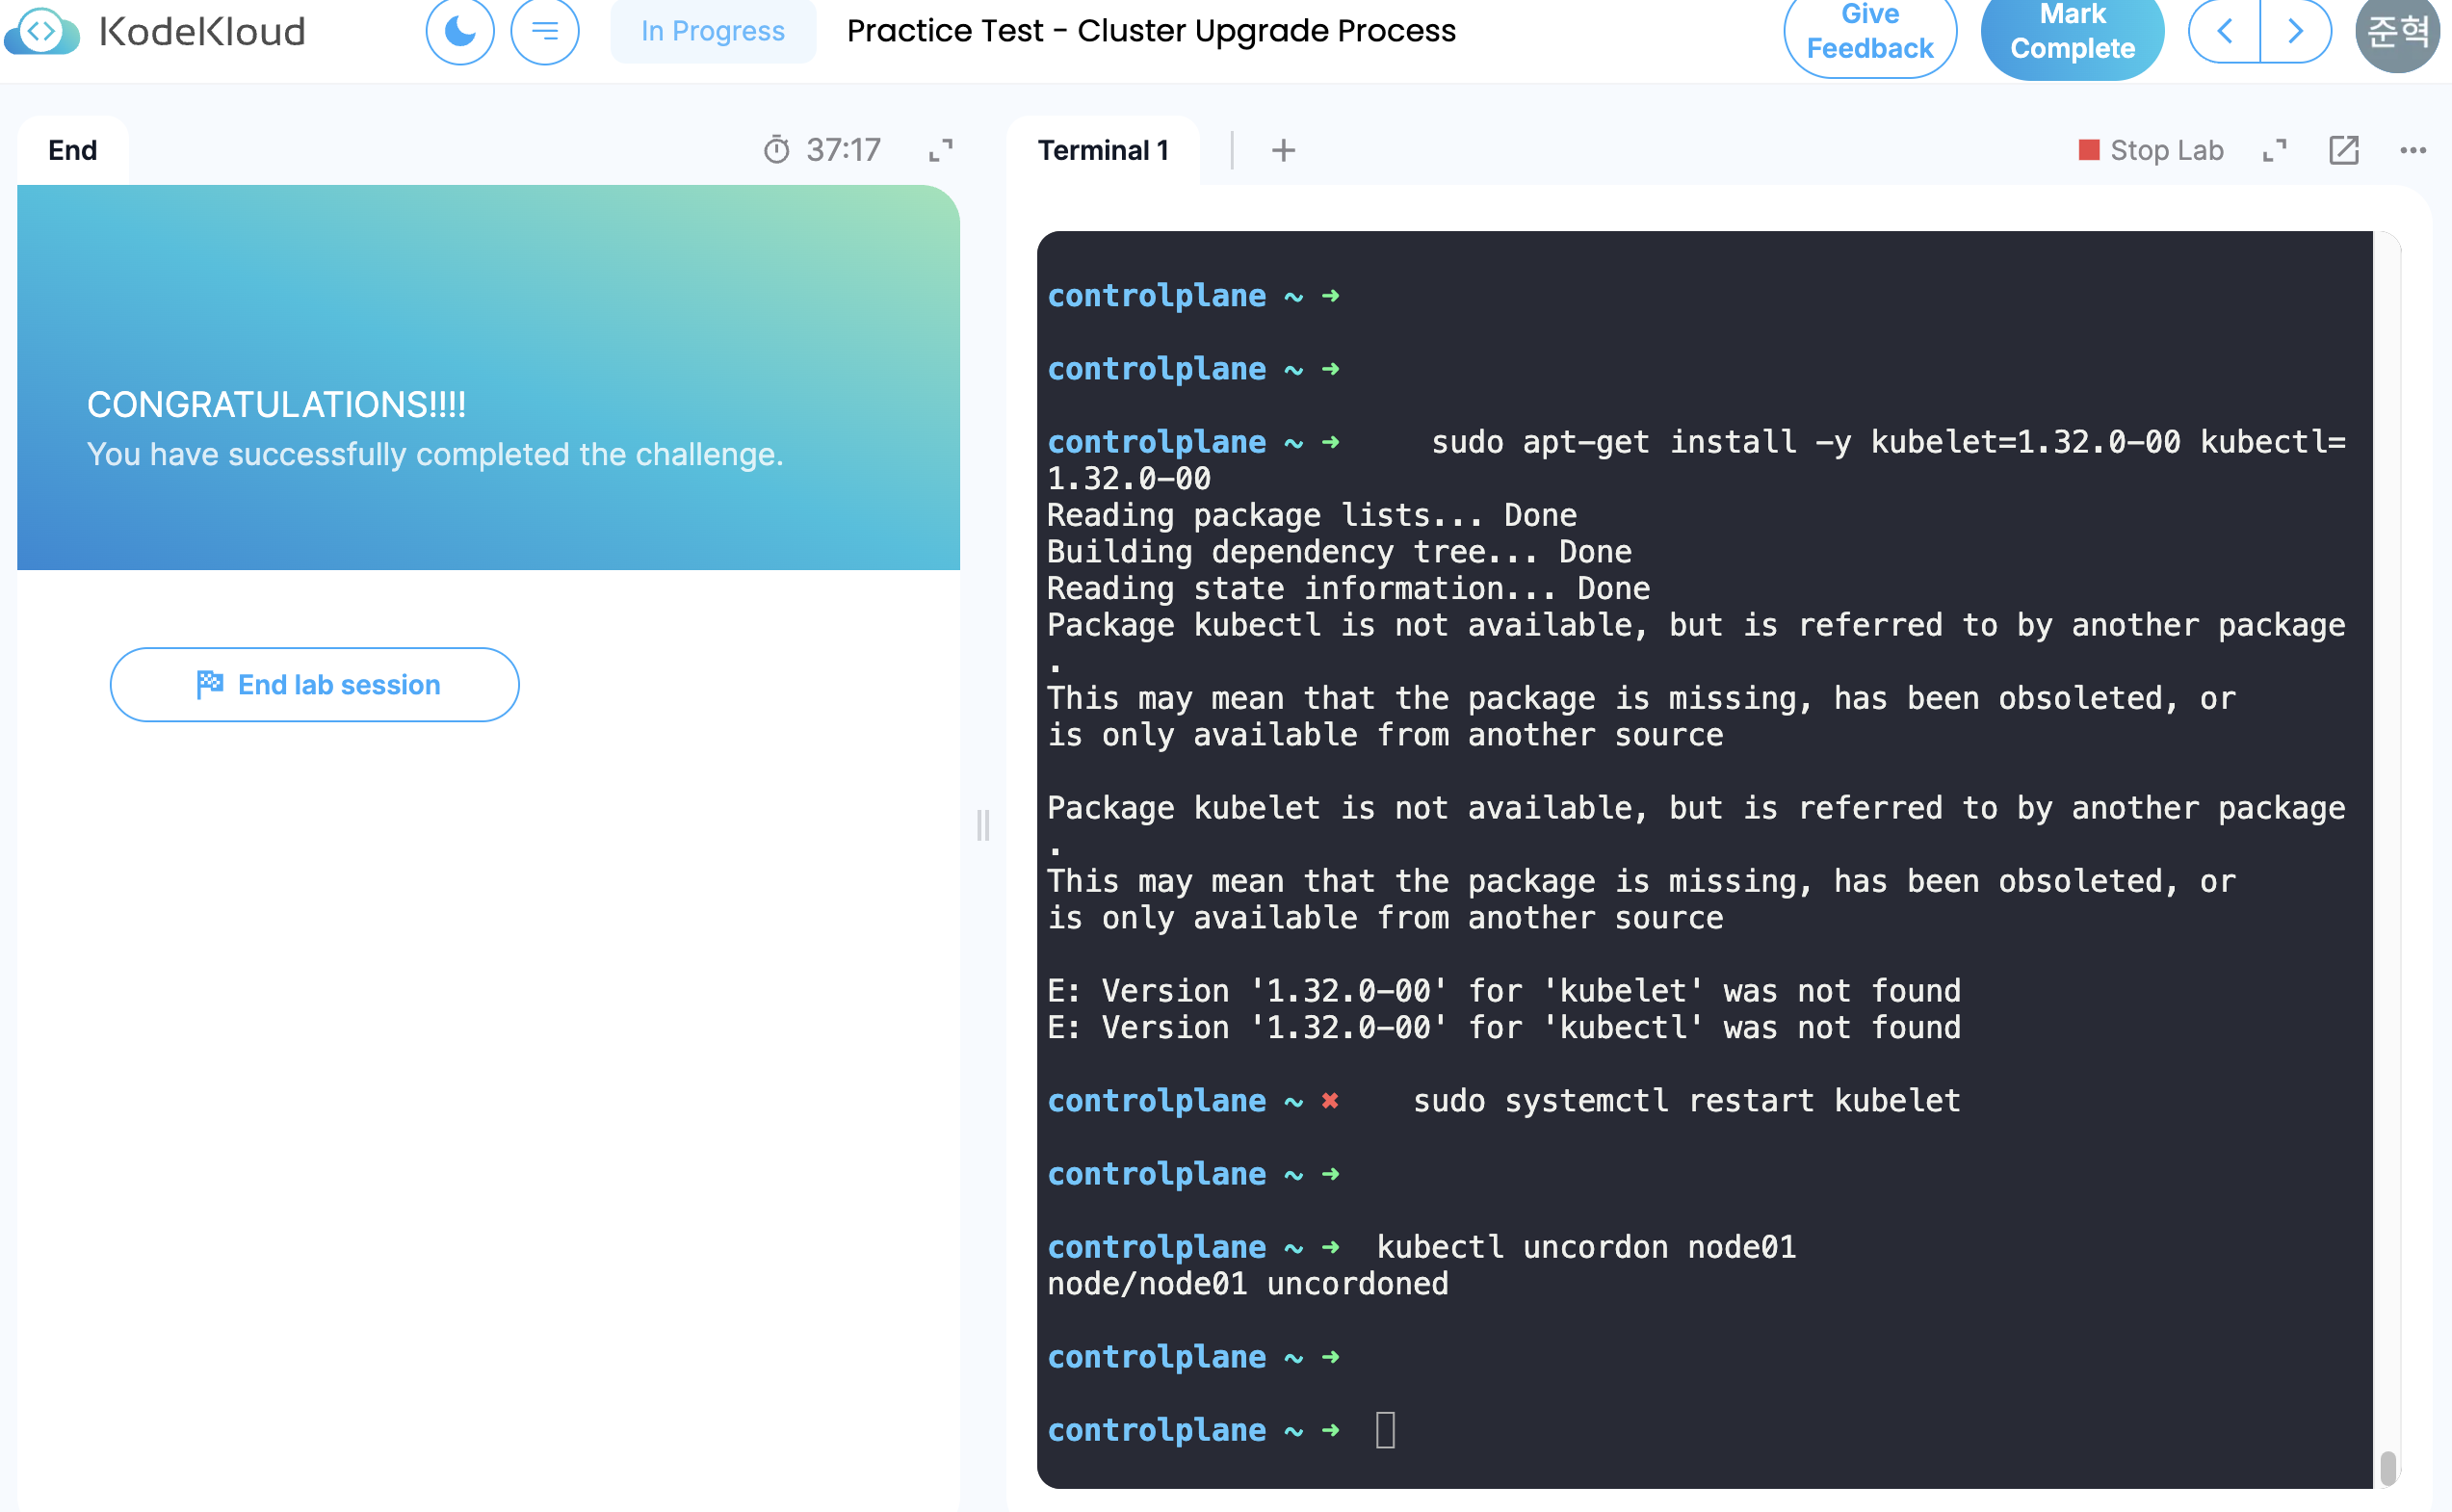 KodeKloud
In Progress
Practice Test - Cluster Upgrade Process
Give
Feedback
Mark
Complete
준혁
End
37:17
CONGRATULATIONS!!!!
You have successfully completed the challenge.
End lab session
Terminal 1
+
Stop Lab
controlplane ~ ➜
controlplane ~ ➜
controlplane ~ ➜     sudo apt-get install -y kubelet=1.32.0-00 kubectl=
1.32.0-00
Reading package lists... Done
Building dependency tree... Done
Reading state information... Done
Package kubectl is not available, but is referred to by another package
.
This may mean that the package is missing, has been obsoleted, or
is only available from another source
Package kubelet is not available, but is referred to by another package
.
This may mean that the package is missing, has been obsoleted, or
is only available from another source
E: Version '1.32.0-00' for 'kubelet' was not found
E: Version '1.32.0-00' for 'kubectl' was not found
controlplane ~ ✖    sudo systemctl restart kubelet
controlplane ~ ➜
controlplane ~ ➜  kubectl uncordon node01
node/node01 uncordoned
controlplane ~ ➜
controlplane ~ ➜